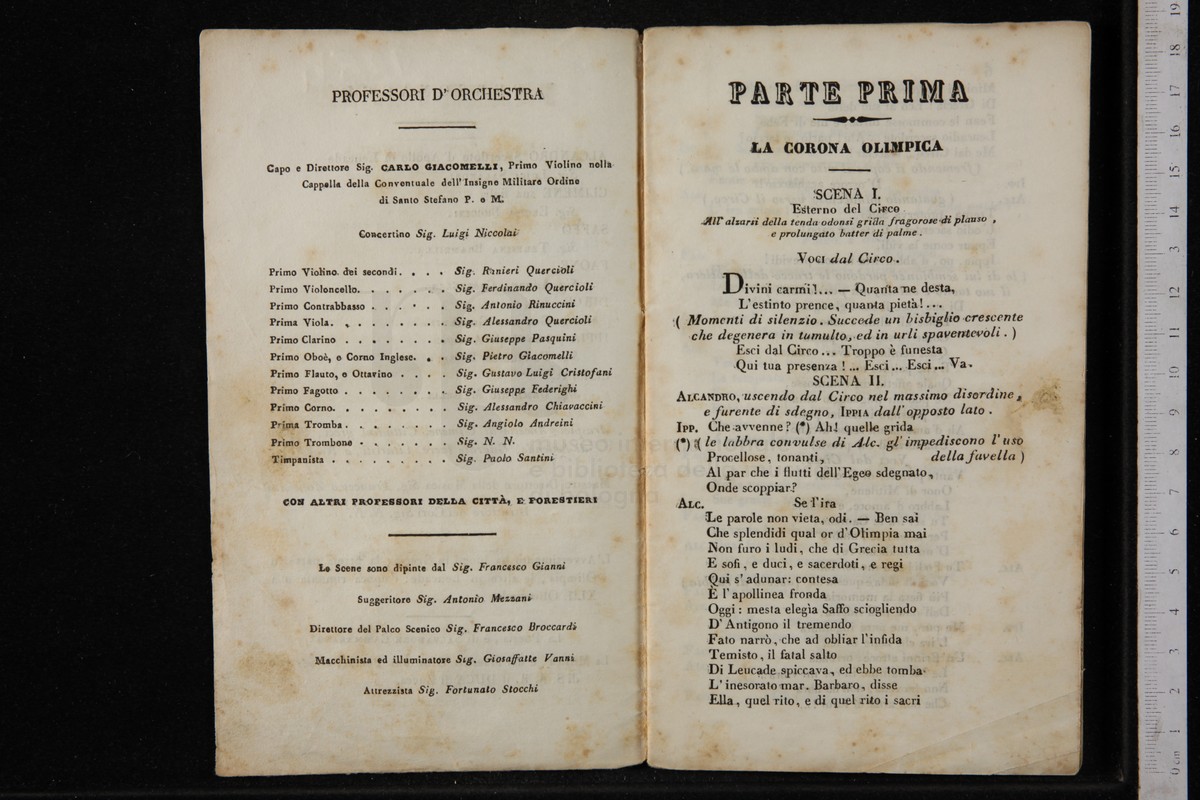 PROFESSORI D' ORCHESTRA
Capo e Direttore Sig. CARLO GIACOMELLI, Primo Violino nella
Cappella della Conventuale dell' Insigne Militare Ordine
di Santo Stefano P. e M.
Concertino Sig. Luigi Niccolai
Primo Violino dei secondi. . . . Sig. Ranieri Quercioli
Primo Violoncello. . . . . . . Sig. Ferdinando Quercioli
Primo Contrabbasso . . . . . . Sig. Antonio Rinuccini
Prima Viola. . . . . . . . . Sig. Alessandro Quercioli
Primo Clarino . . . . . . . . Sig. Giuseppe Pasquini
Primo Oboè, e Corno Inglese. . . Sig. Pietro Giacomelli
Primo Flauto, e Ottavino . . . . Sig. Gustavo Luigi Cristofani
Primo Fagotto . . . . . . . . Sig. Giuseppe Federighi
Primo Corno. . . . . . . . . Sig. Alessandro Chiavaccini
Prima Tromba . . . . . . . . Sig. Angiolo Andreini
Primo Trombone . . . . . . . Sig. N. N.
Timpanista . . . . . . . . . Sig. Paolo Santini
CON ALTRI PROFESSORI DELLA CITTÀ, E FORESTIERI
Le Scene sono dipinte dal Sig. Francesco Gianni
Suggeritore Sig. Antonio Mezzani
Direttore del Palco Scenico Sig. Francesco Broccardi
Macchinista ed illuminatore Sig. Giosaffatte Vanni
Attrezzista Sig. Fortunato Stocchi
PARTE PRIMA
LA CORONA OLIMPICA
SCENA I.
Esterno del Circo
All' alzarsi della tenda odonsi grida fragorose di plauso ,
e prolungato batter di palme .
VOCI dal Circo .
Divini carmi!... — Quanta ne desta,
L'estinto prence, quanta pietà! ...
( Momenti di silenzio . Succede un bisbiglio crescente
che degenera in tumulto, ed in urli spaventevoli . )
Esci dal Circo ... Troppo è funesta
Qui tua presenza ! ... Esci ... Esci ... Va.
SCENA II.
ALCANDRO, uscendo dal Circo nel massimo disordine ,
e furente di sdegno, IPPIA dall' opposto lato .
IPP. Che avvenne? (*) Ah! quelle grida
(*) ( le labbra convulse di Alc. gl' impediscono l' uso
Procellose, tonanti, della favella )
Al par che i flutti dell'Egeo sdegnato,
Onde scoppiar?
ALC. Se l'ira
Le parole non vieta, odi. — Ben sai
Che splendidi qual or d'Olimpia mai
Non furo i ludi, che di Grecia tutta
E sofi , e duci, e sacerdoti, e regi
Qui s' adunar: contesa
È l' apollinea fronda
Oggi : mesta elegìa Saffo sciogliendo
D' Antigono il tremendo
Fato narrò, che ad obliar l'infida
Temisto , il fatal salto
Di Leucade spiccava, ed ebbe tomba
L' inesorato mar. Barbaro, disse
Ella, quel rito, e di quel rito i sacri